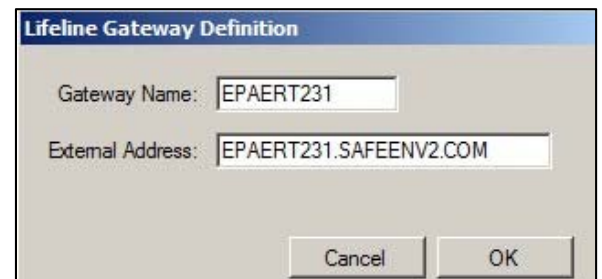 Lifeline Gateway Definition
Gateway Name: EPAERT231
External Address: EPAERT231.SAFEENV2.COM
Cancel OK